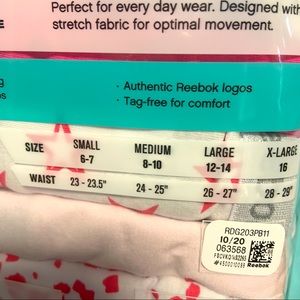 Perfect for every day wear. Designed with
stretch fabric for optimal movement.
· Authentic Reebok logos
· Tag-free for comfort
SIZE SMALL MEDIUM LARGE X-LARGE
6-7 8-10 12-14 16
WAIST 23 - 23.5" 24 - 25" 26 - 27" 28 - 29"
RDG203PB11
10/20
063568
Reebok